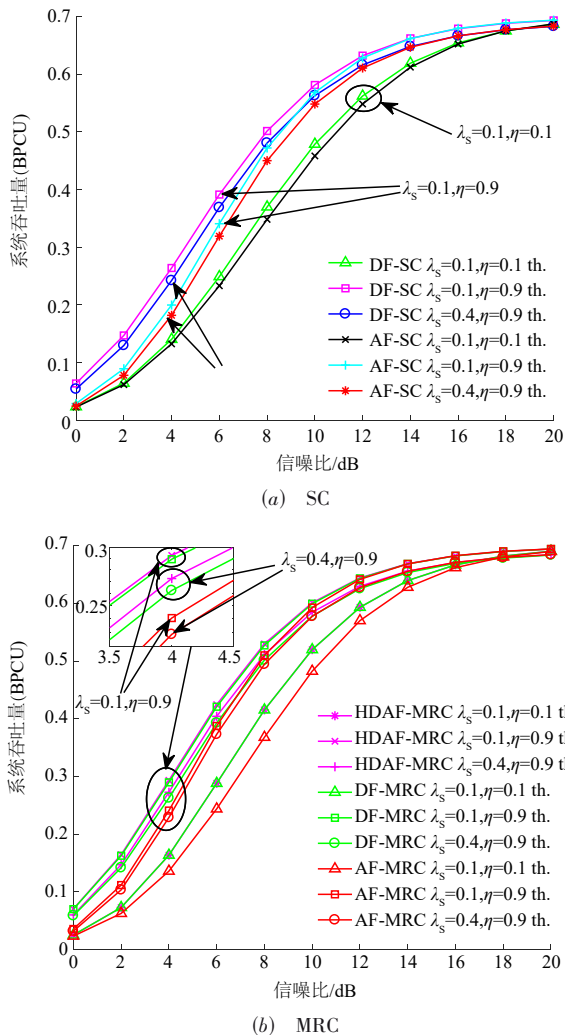 0.7
0.6
0.5
0.4
0.3
0.2
0.1
0
系统吞吐量(BPCU)
λS=0.1,η=0.1
λS=0.1,η=0.9
DF-SC λS=0.1,η=0.1 th.
DF-SC λS=0.1,η=0.9 th.
DF-SC λS=0.4,η=0.9 th.
AF-SC λS=0.1,η=0.1 th.
AF-SC λS=0.1,η=0.9 th.
AF-SC λS=0.4,η=0.9 th.
0 2 4 6 8 10 12 14 16 18 20
信噪比/dB
(a) SC
0.7
0.6
0.5
0.4
0.3
0.2
0.1
0
系统吞吐量(BPCU)
0.3
0.25
3.5 4 4.5
λS=0.4,η=0.9
λS=0.1,η=0.9
HDAF-MRC λS=0.1,η=0.1 th
HDAF-MRC λS=0.1,η=0.9 th
HDAF-MRC λS=0.4,η=0.9 th
DF-MRC λS=0.1,η=0.1 th.
DF-MRC λS=0.1,η=0.9 th.
DF-MRC λS=0.4,η=0.9 th.
AF-MRC λS=0.1,η=0.1 th.
AF-MRC λS=0.1,η=0.9 th.
AF-MRC λS=0.4,η=0.9 th.
0 2 4 6 8 10 12 14 16 18 20
信噪比/dB
(b) MRC